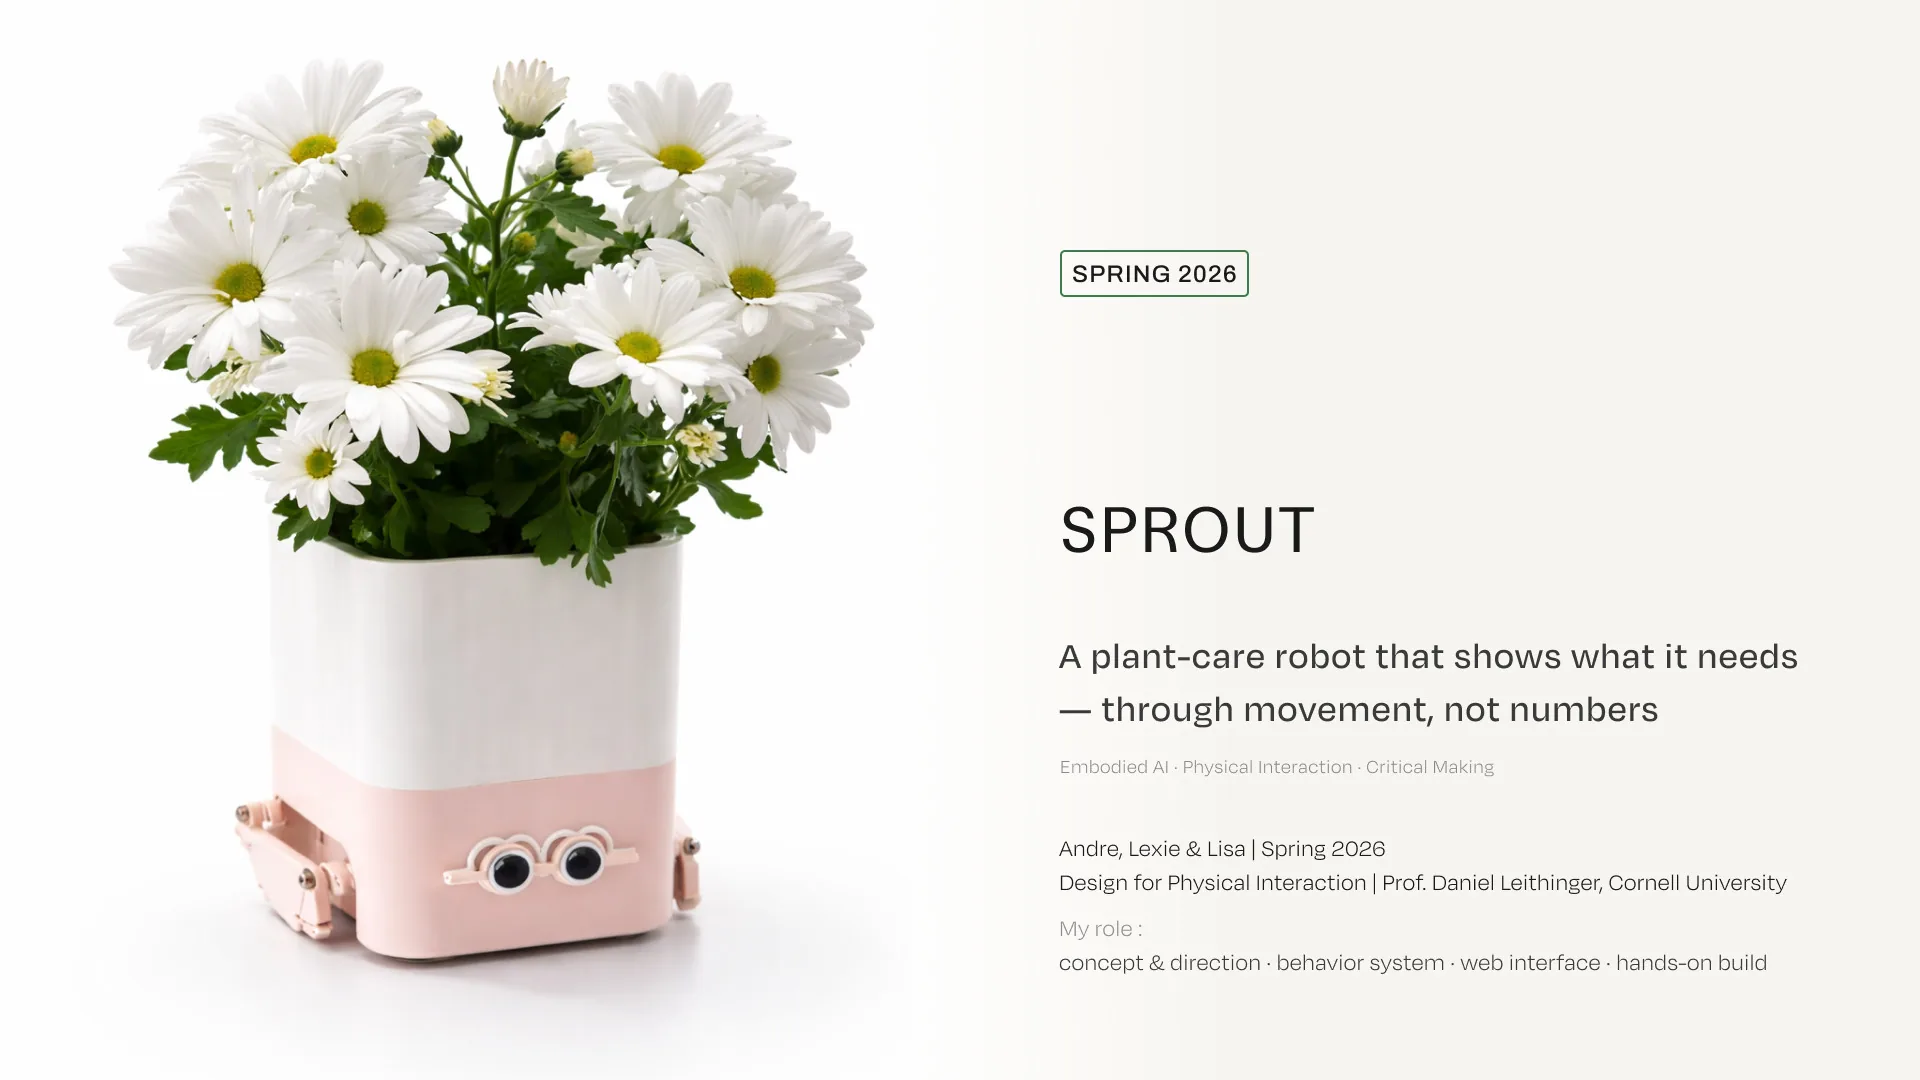 SPRING 2026
SPROUT
A plant-care robot that shows what it needs
— through movement, not numbers
Embodied AI · Physical Interaction · Critical Making
Andre, Lexie & Lisa | Spring 2026
Design for Physical Interaction | Prof. Daniel Leithinger, Cornell University
My role :
concept & direction · behavior system · web interface · hands-on build